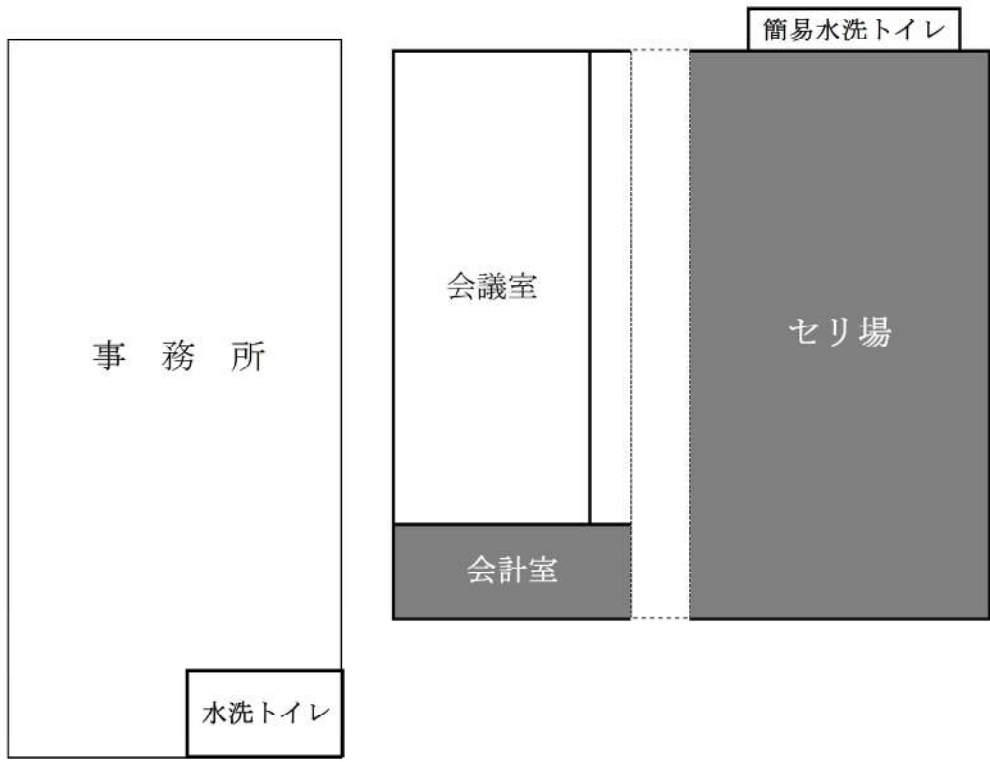 簡易水洗トイレ
会議室
セリ場
事 務 所
会計室
水洗トイレ